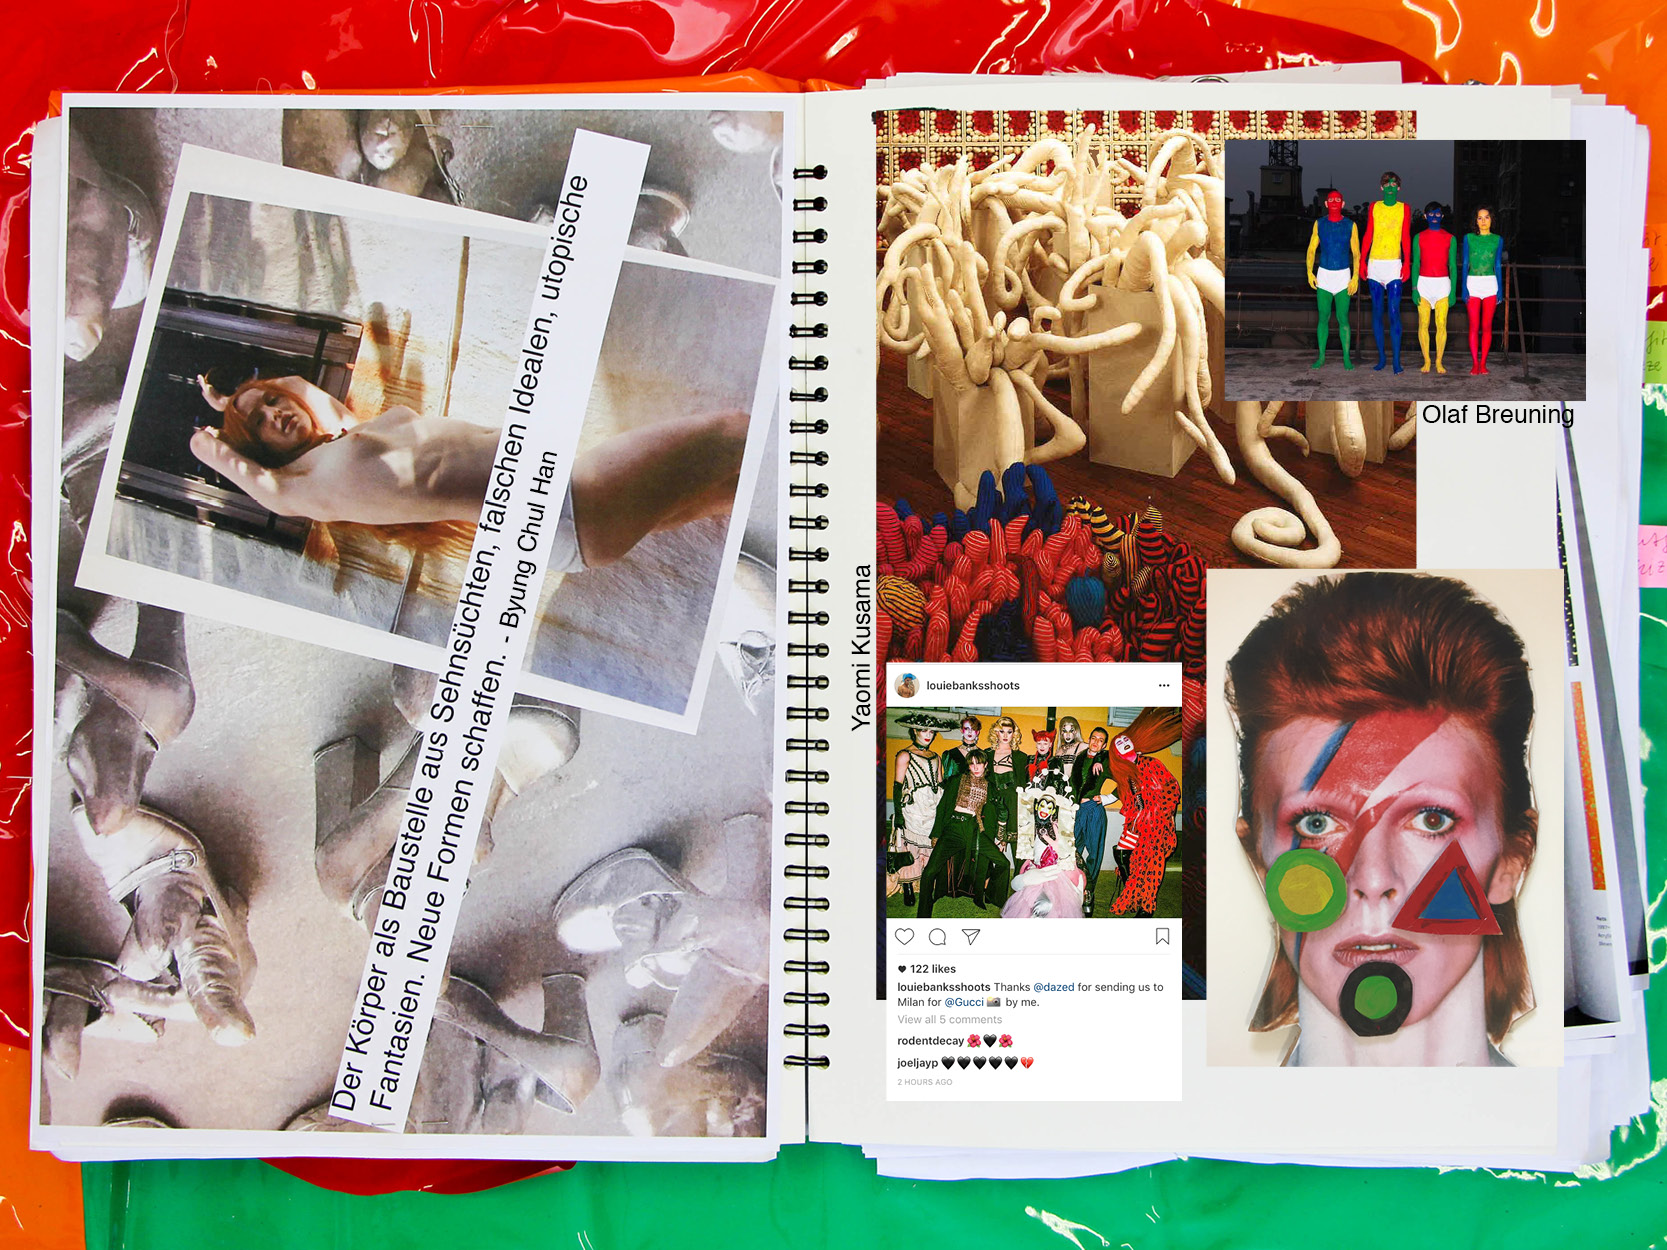 Der Körper als Baustelle aus Sehnsüchten, falschen Idealen, utopische
Fantasien. Neue Formen schaffen. - Byung Chul Han
Yaomi Kusama
Olaf Breuning
louiebanksshoots
122 likes
louiebanksshoots Thanks @dazed for sending us to
Milan for @Gucci 📸 by me.
View all 5 comments
rodentdecay 🌺🖤🌺
joeljayp 🖤🖤🖤🖤🖤💔
2 HOURS AGO